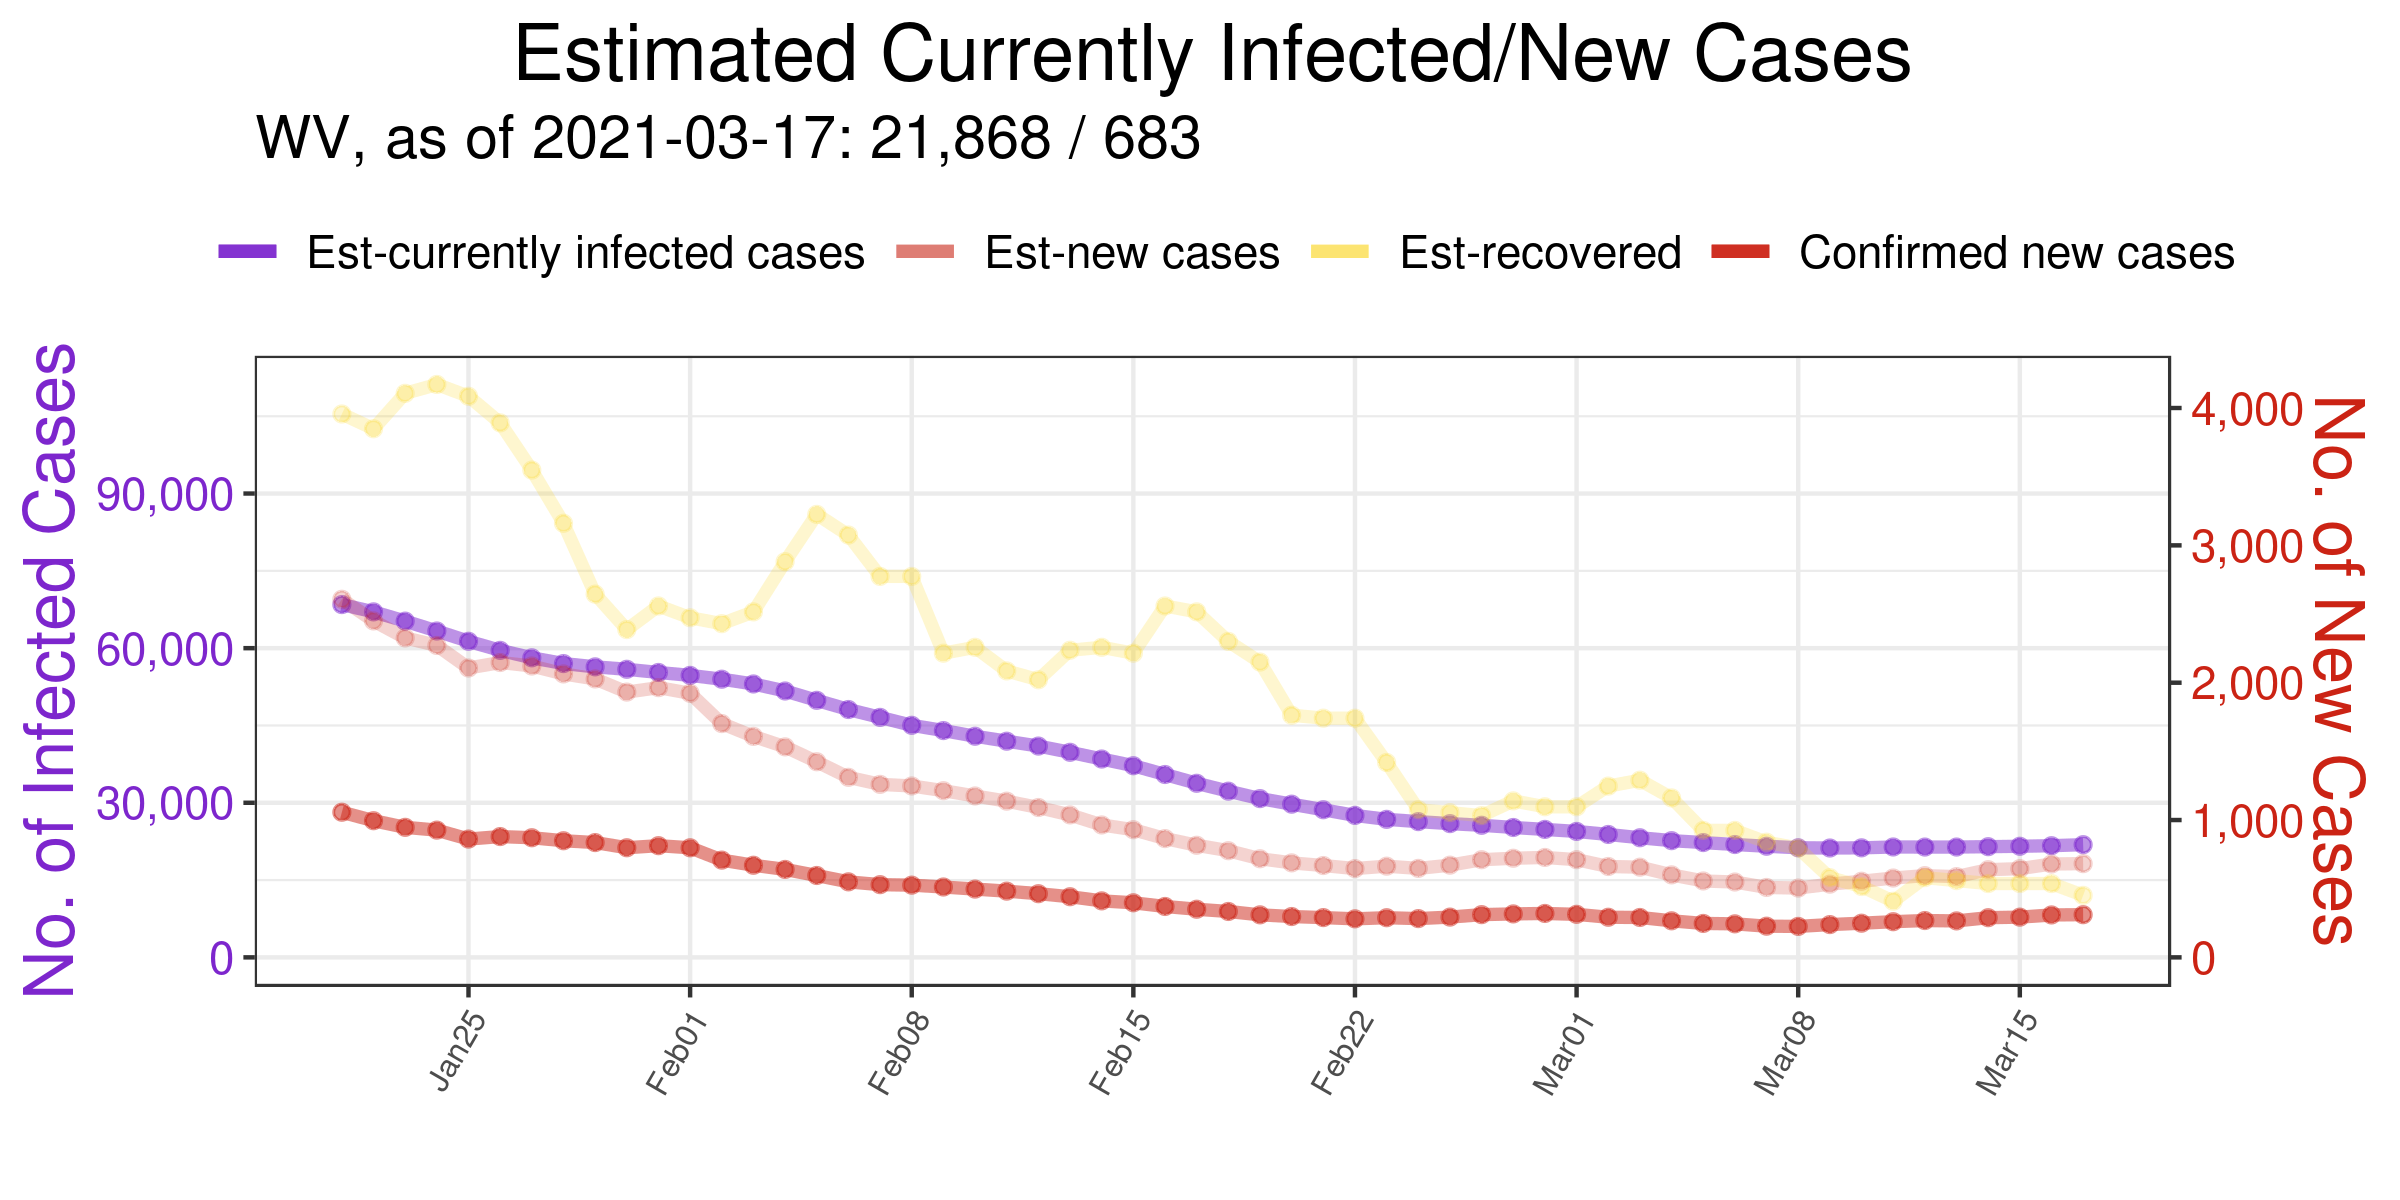 Estimated Currently Infected/New Cases
WV, as of 2021-03-17: 21,868 / 683
Est-currently infected cases Est-new cases Est-recovered Confirmed new cases
No. of Infected Cases
90,000
60,000
30,000
0
4,000
3,000
2,000
1,000
0
No. of New Cases
Jan25 Feb01 Feb08 Feb15 Feb22 Mar01 Mar08 Mar15